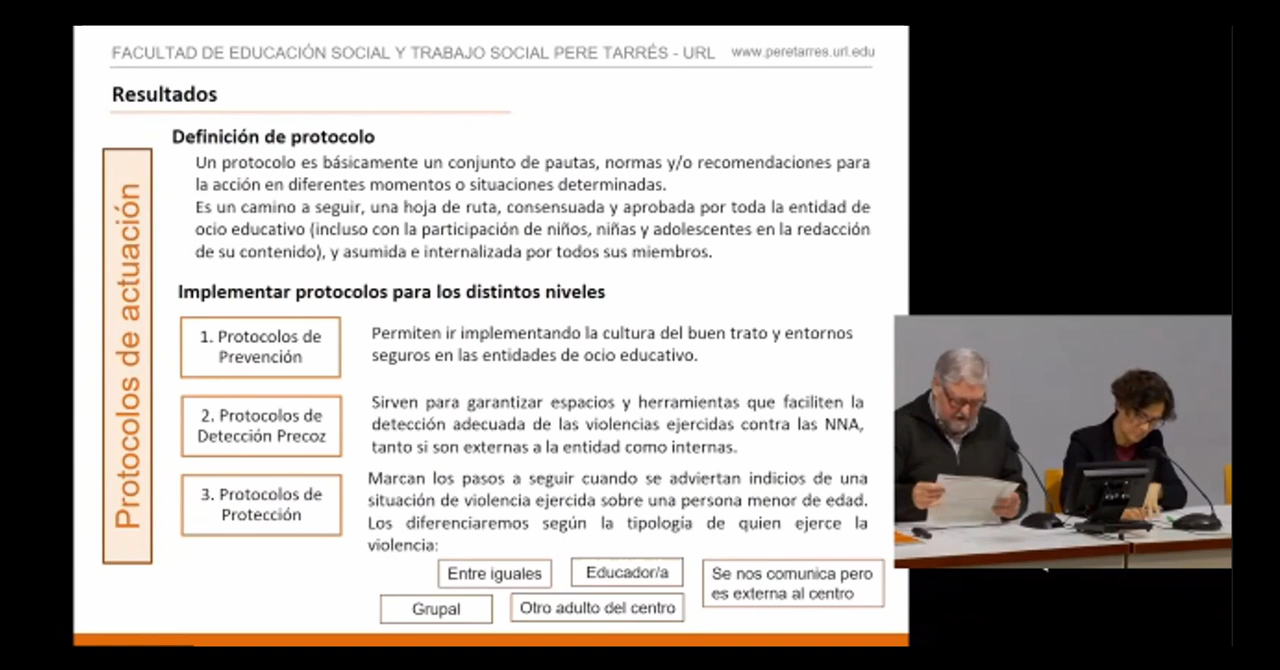 FACULTAD DE EDUCACIÓN SOCIAL Y TRABAJO SOCIAL PERE TARRÉS - URL www.peretarres.url.edu
Resultados
Protocolos de actuación
Definición de protocolo
Un protocolo es básicamente un conjunto de pautas, normas y/o recomendaciones para
la acción en diferentes momentos o situaciones determinadas.
Es un camino a seguir, una hoja de ruta, consensuada y aprobada por toda la entidad de
ocio educativo (incluso con la participación de niños, niñas y adolescentes en la redacción
de su contenido), y asumida e internalizada por todos sus miembros.
Implementar protocolos para los distintos niveles
1. Protocolos de
Prevención
Permiten ir implementando la cultura del buen trato y entornos
seguros en las entidades de ocio educativo.
2. Protocolos de
Detección Precoz
Sirven para garantizar espacios y herramientas que faciliten la
detección adecuada de las violencias ejercidas contra las NNA,
tanto si son externas a la entidad como internas.
3. Protocolos de
Protección
Marcan los pasos a seguir cuando se adviertan indicios de una
situación de violencia ejercida sobre una persona menor de edad.
Los diferenciaremos según la tipología de quien ejerce la
violencia:
Entre iguales
Educador/a
Se nos comunica pero
es externa al centro
Grupal
Otro adulto del centro